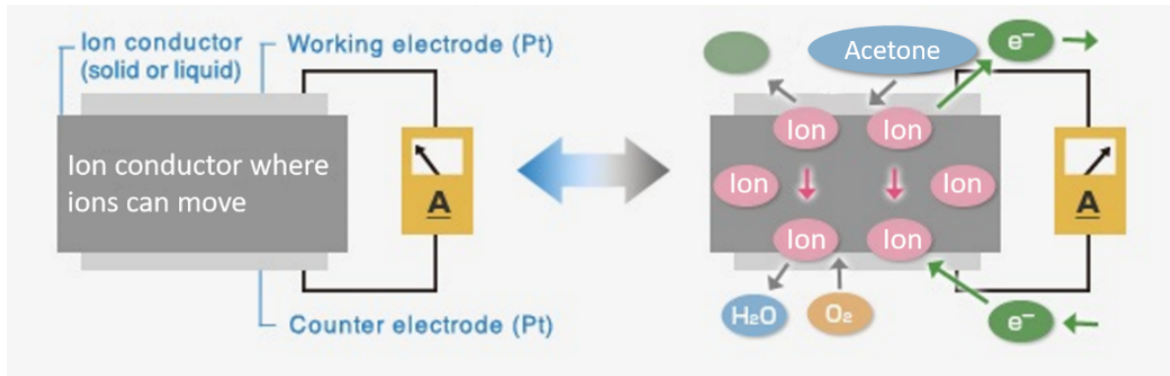 Ion conductor
(solid or liquid)
Working electrode (Pt)
Ion conductor where
ions can move
A
Counter electrode (Pt)
Acetone
e⁻
Ion
Ion
Ion
Ion
A
Ion
Ion
H₂O
O₂
e⁻